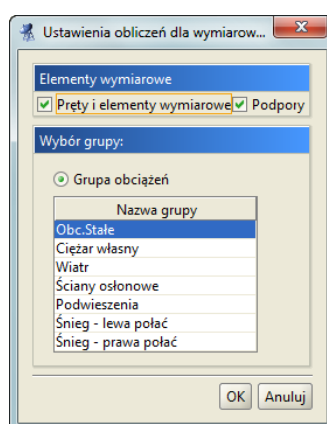 Ustawienia obliczeń dla wymiarow...
Elementy wymiarowe
Pręty i elementy wymiarowe Podpory
Wybór grupy:
Grupa obciążeń
Nazwa grupy
Obc.Stałe
Ciężar własny
Wiatr
Ściany osłonowe
Podwieszenia
Śnieg - lewa połać
Śnieg - prawa połać
OK Anuluj